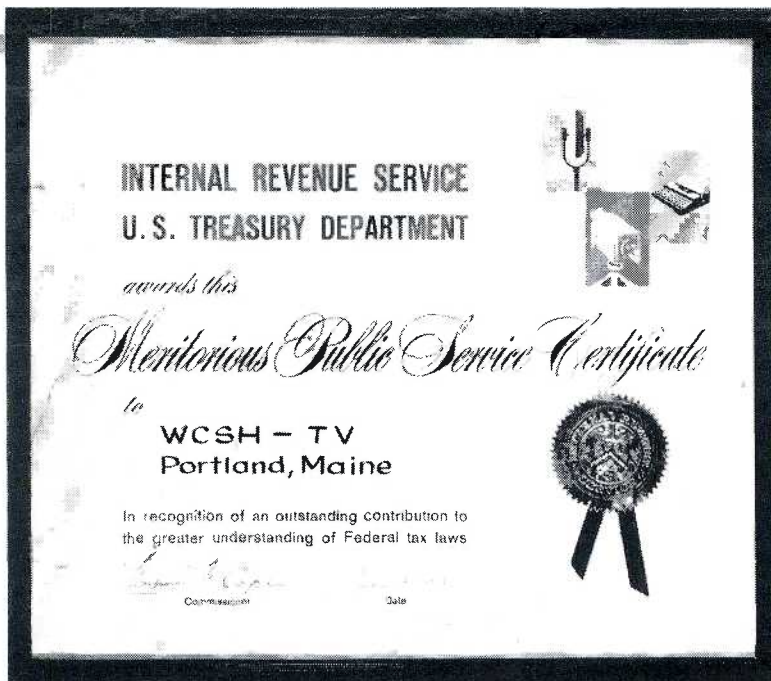 INTERNAL REVENUE SERVICE
U.S. TREASURY DEPARTMENT
awards this
Meritorious Public Service Certificate
to
WCSH – TV
Portland, Maine
In recognition of an outstanding contribution to
the greater understanding of Federal tax laws
Commissioner Date